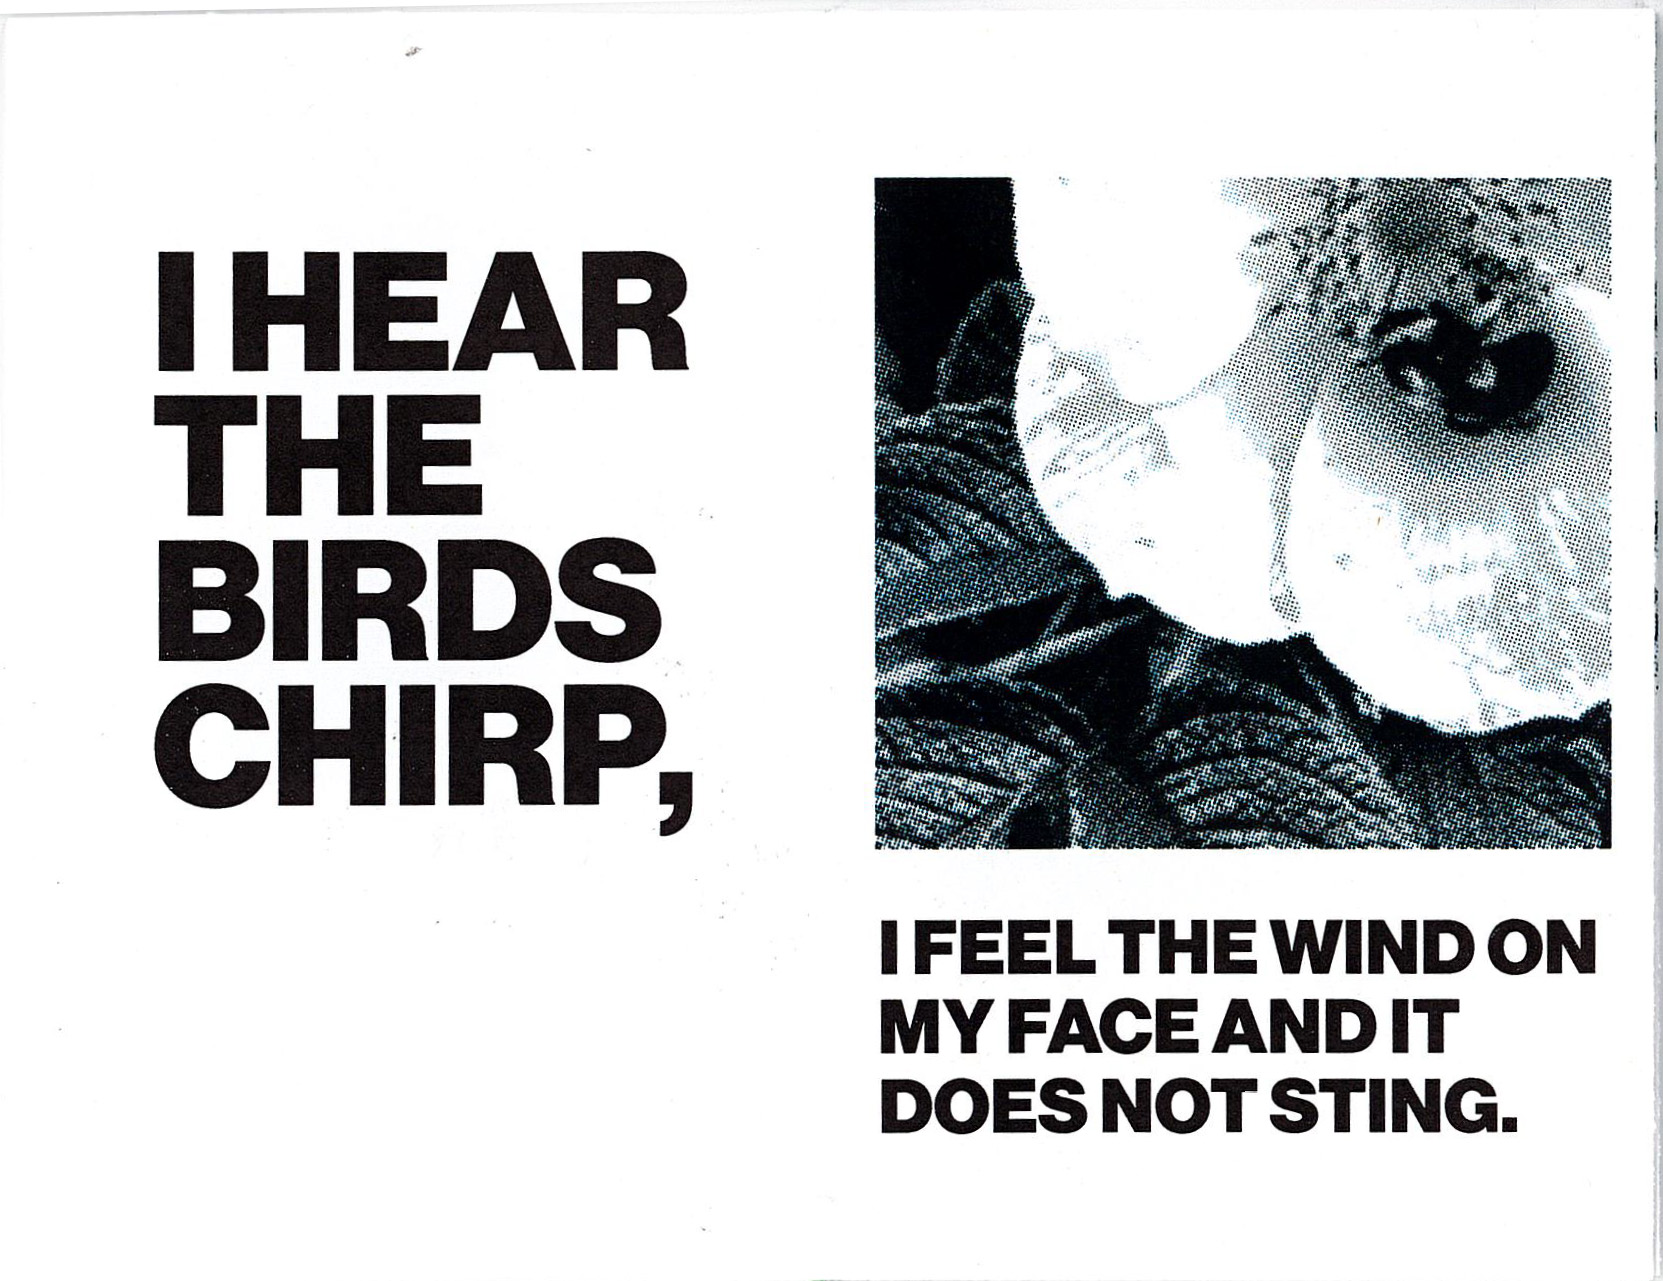 I HEAR
THE
BIRDS
CHIRP,
I FEEL THE WIND ON
MY FACE AND IT
DOES NOT STING.